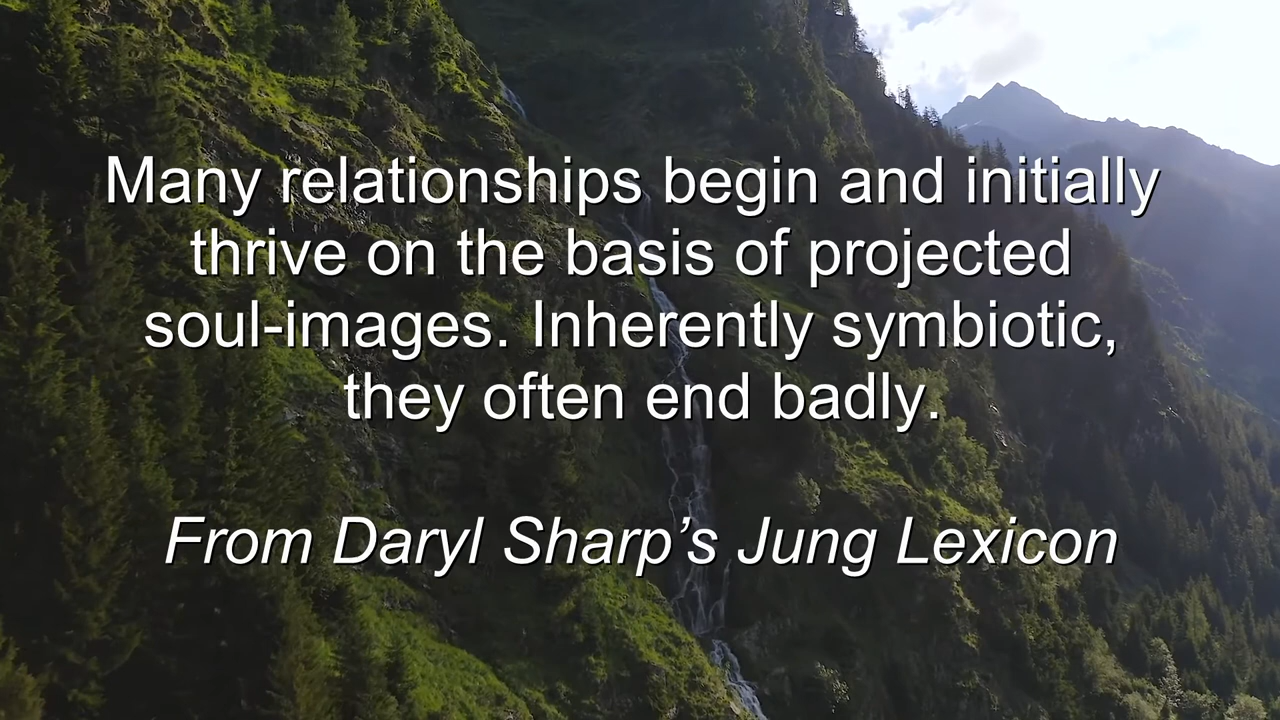 Many relationships begin and initially
thrive on the basis of projected
soul-images. Inherently symbiotic,
they often end badly.
From Daryl Sharp’s Jung Lexicon